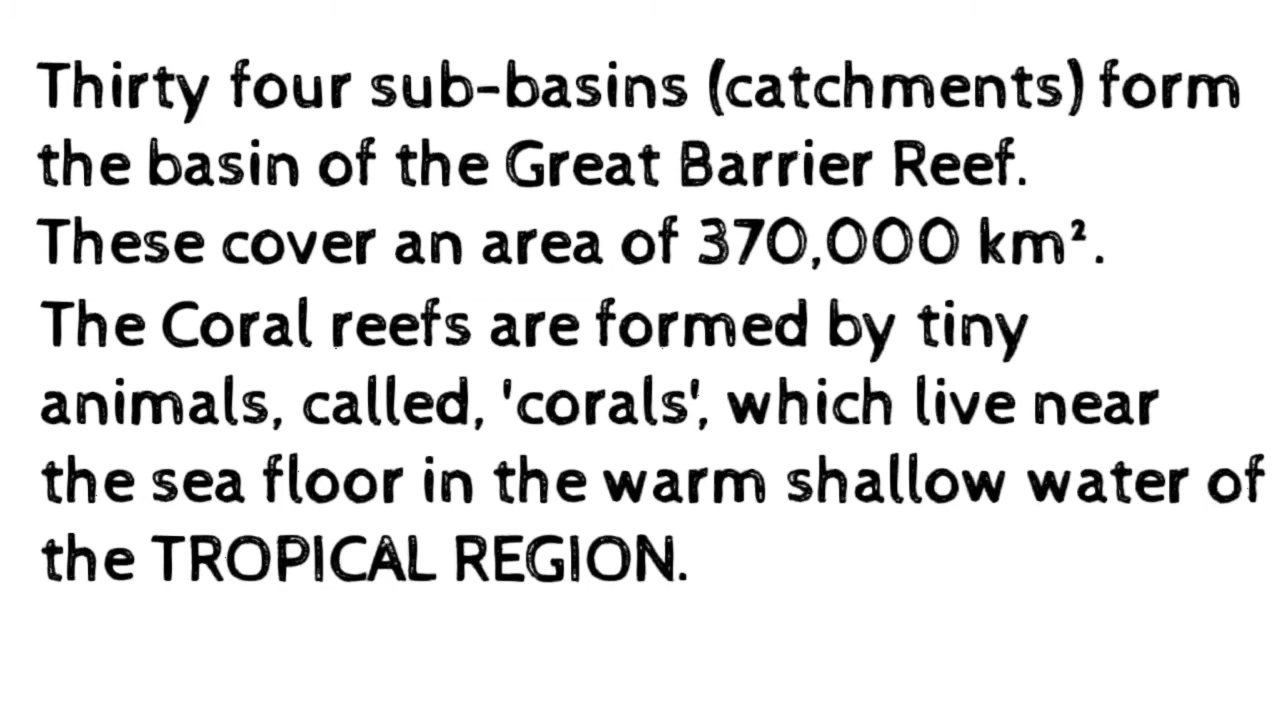 Thirty four sub-basins (catchments) form
the basin of the Great Barrier Reef.
These cover an area of 370,000 km².
The Coral reefs are formed by tiny
animals, called, 'corals', which live near
the sea floor in the warm shallow water of
the TROPICAL REGION.